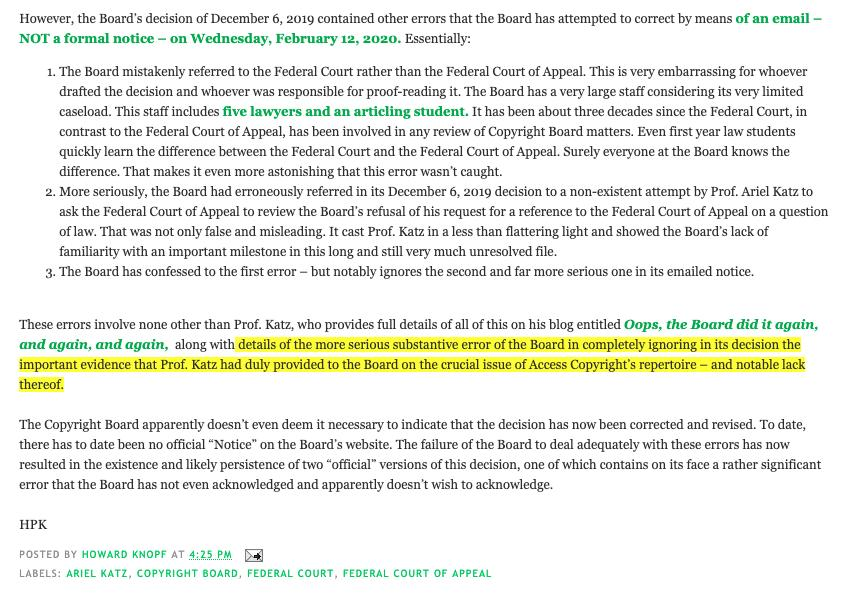 However, the Board's decision of December 6, 2019 contained other errors that the Board has attempted to correct by means of an email –
NOT a formal notice – on Wednesday, February 12, 2020. Essentially:
1. The Board mistakenly referred to the Federal Court rather than the Federal Court of Appeal. This is very embarrassing for whoever
drafted the decision and whoever was responsible for proof-reading it. The Board has a very large staff considering its very limited
caseload. This staff includes five lawyers and an articling student. It has been about three decades since the Federal Court, in
contrast to the Federal Court of Appeal, has been involved in any review of Copyright Board matters. Even first year law students
quickly learn the difference between the Federal Court and the Federal Court of Appeal. Surely everyone at the Board knows the
difference. That makes it even more astonishing that this error wasn't caught.
2. More seriously, the Board had erroneously referred in its December 6, 2019 decision to a non-existent attempt by Prof. Ariel Katz to
ask the Federal Court of Appeal to review the Board's refusal of his request for a reference to the Federal Court of Appeal on a question
of law. That was not only false and misleading. It cast Prof. Katz in a less than flattering light and showed the Board's lack of
familiarity with an important milestone in this long and still very much unresolved file.
3. The Board has confessed to the first error – but notably ignores the second and far more serious one in its emailed notice.
These errors involve none other than Prof. Katz, who provides full details of all of this on his blog entitled Oops, the Board did it again,
and again, and again, along with details of the more serious substantive error of the Board in completely ignoring in its decision the
important evidence that Prof. Katz had duly provided to the Board on the crucial issue of Access Copyright's repertoire – and notable lack
thereof.
The Copyright Board apparently doesn't even deem it necessary to indicate that the decision has now been corrected and revised. To date,
there has to date been no official "Notice" on the Board's website. The failure of the Board to deal adequately with these errors has now
resulted in the existence and likely persistence of two "official" versions of this decision, one of which contains on its face a rather significant
error that the Board has not even acknowledged and apparently doesn't wish to acknowledge.
HPK
POSTED BY HOWARD KNOPF AT 4:25 PM
LABELS: ARIEL KATZ, COPYRIGHT BOARD, FEDERAL COURT, FEDERAL COURT OF APPEAL